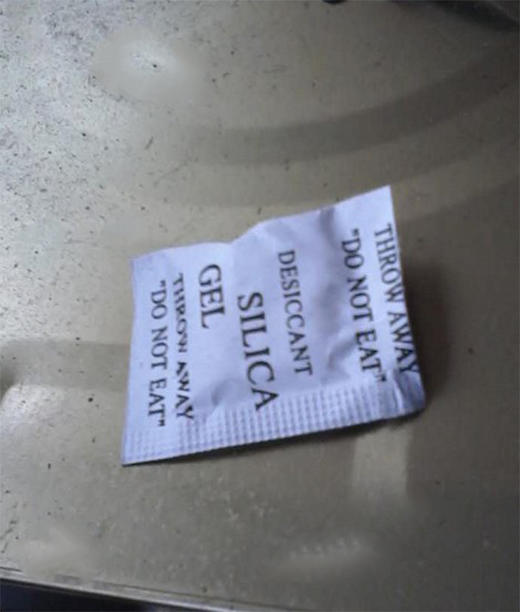 THROW AWAY
"DO NOT EAT"
DESICCANT
SILICA
GEL
THROW AWAY
"DO NOT EAT"